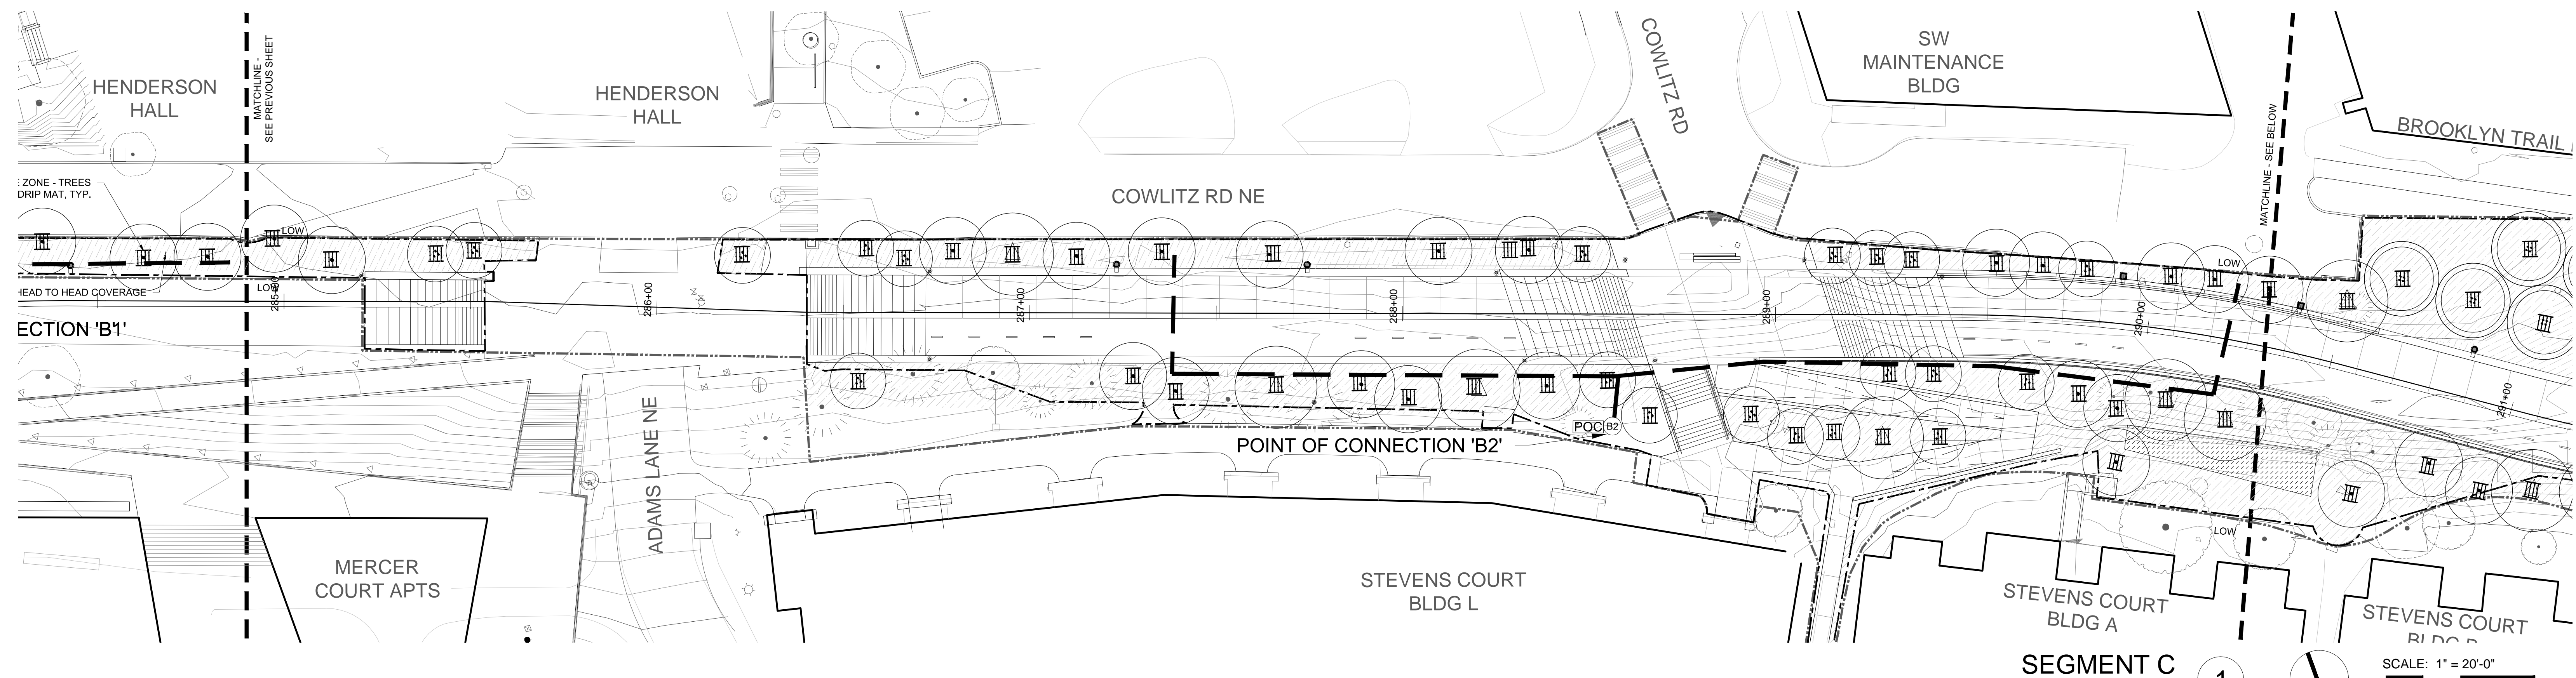 HENDERSON
HALL
MATCHLINE -
SEE PREVIOUS SHEET
HENDERSON
HALL
COWLITZ RD
SW
MAINTENANCE
BLDG
MATCHLINE - SEE BELOW
BROOKLYN TRAIL
ZONE - TREES
DRIP MAT, TYP.
COWLITZ RD NE
LOW
LOW
LOW
HEAD TO HEAD COVERAGE
285+00
286+00
287+00
288+00
289+00
290+00
291+00
ECTION 'B1'
ADAMS LANE NE
POC B2
POINT OF CONNECTION 'B2'
LOW
MERCER
COURT APTS
STEVENS COURT
BLDG L
STEVENS COURT
BLDG A
STEVENS COURT
SEGMENT C
1
SCALE: 1" = 20'-0"